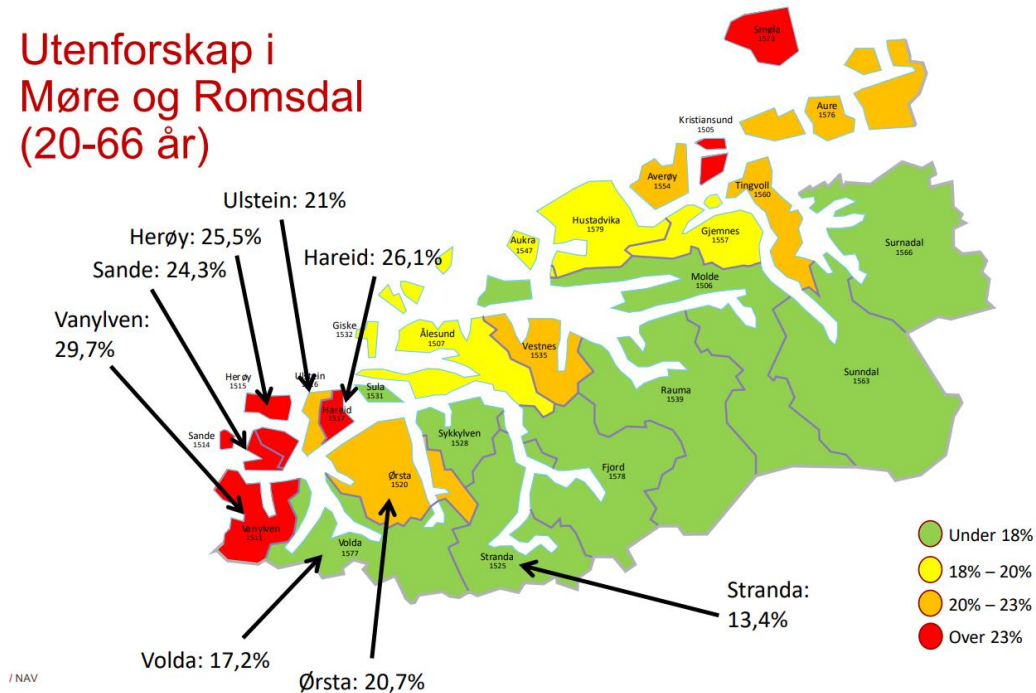 Utenforskap i
Møre og Romsdal
(20-66 år)
Ulstein: 21%
Herøy: 25,5%
Sande: 24,3%
Hareid: 26,1%
Vanylven:
29,7%
Smøla
1573
Kristiansund
1505
Aure
1576
Averøy
1554
Tingvoll
1560
Hustadvika
1579
Gjemnes
1557
Aukra
1547
Surnadal
1566
Molde
1506
Giske
1532
Ålesund
1507
Vestnes
1535
Sunndal
1563
Rauma
1539
Herøy
1515
Ulstein
Sula
1531
Hareid
1517
Sande
1514
Sykkylven
1528
Fjord
1578
Ørsta
1520
Vanylven
1511
Volda
1577
Stranda
1525
Under 18%
18% – 20%
20% – 23%
Over 23%
Stranda:
13,4%
Volda: 17,2%
Ørsta: 20,7%
/ NAV